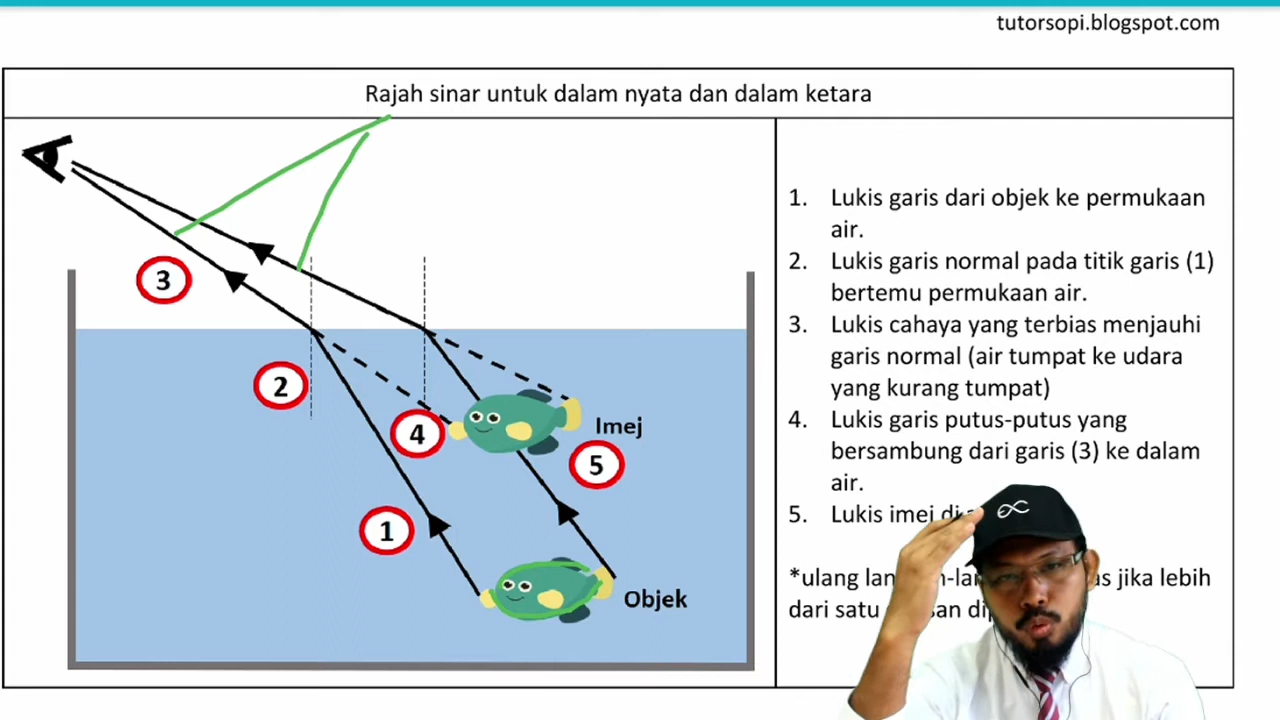 tutorsopi.blogspot.com
Rajah sinar untuk dalam nyata dan dalam ketara
3
2
4
Imej
5
1
Objek
1. Lukis garis dari objek ke permukaan
air.
2. Lukis garis normal pada titik garis (1)
bertemu permukaan air.
3. Lukis cahaya yang terbias menjauhi
garis normal (air tumpat ke udara
yang kurang tumpat)
4. Lukis garis putus-putus yang
bersambung dari garis (3) ke dalam
air.
5. Lukis imej
*ulang jika lebih
dari satu